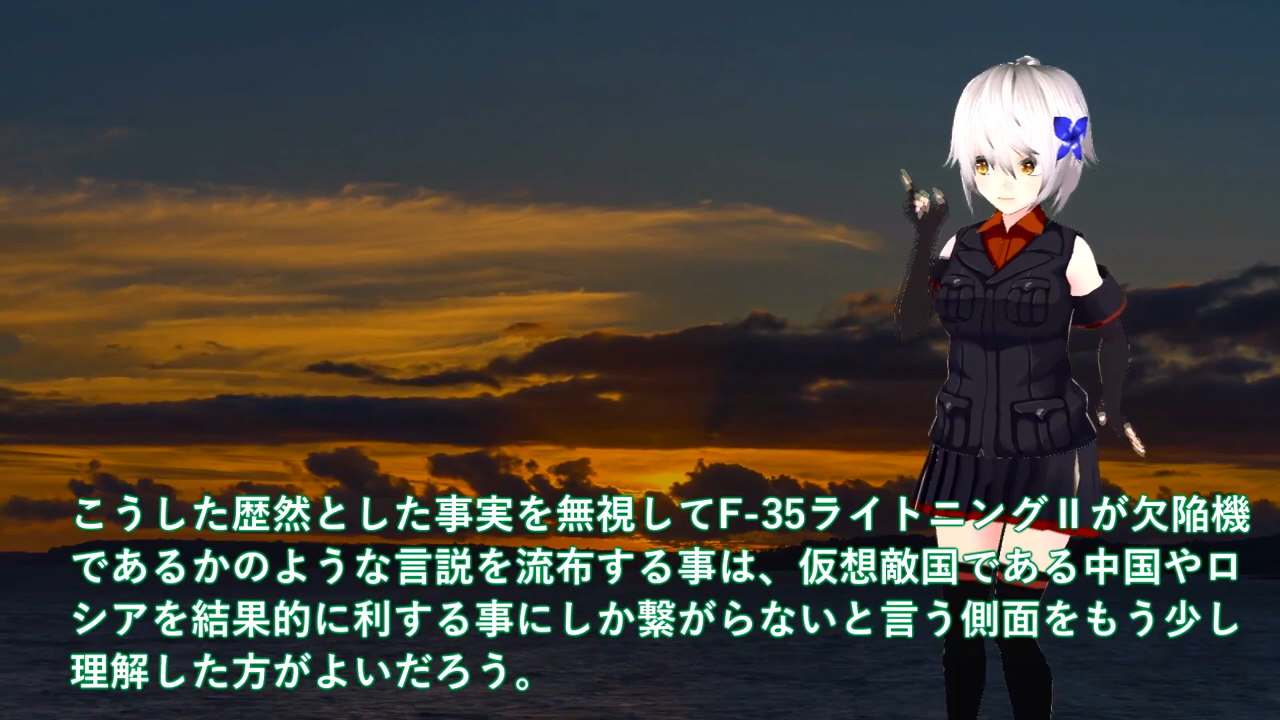 こうした歴然とした事実を無視してF-35ライトニングⅡが欠陥機
であるかのような言説を流布する事は、仮想敵国である中国やロ
シアを結果的に利する事にしか繋がらないと言う側面をもう少し
理解した方がよいだろう。